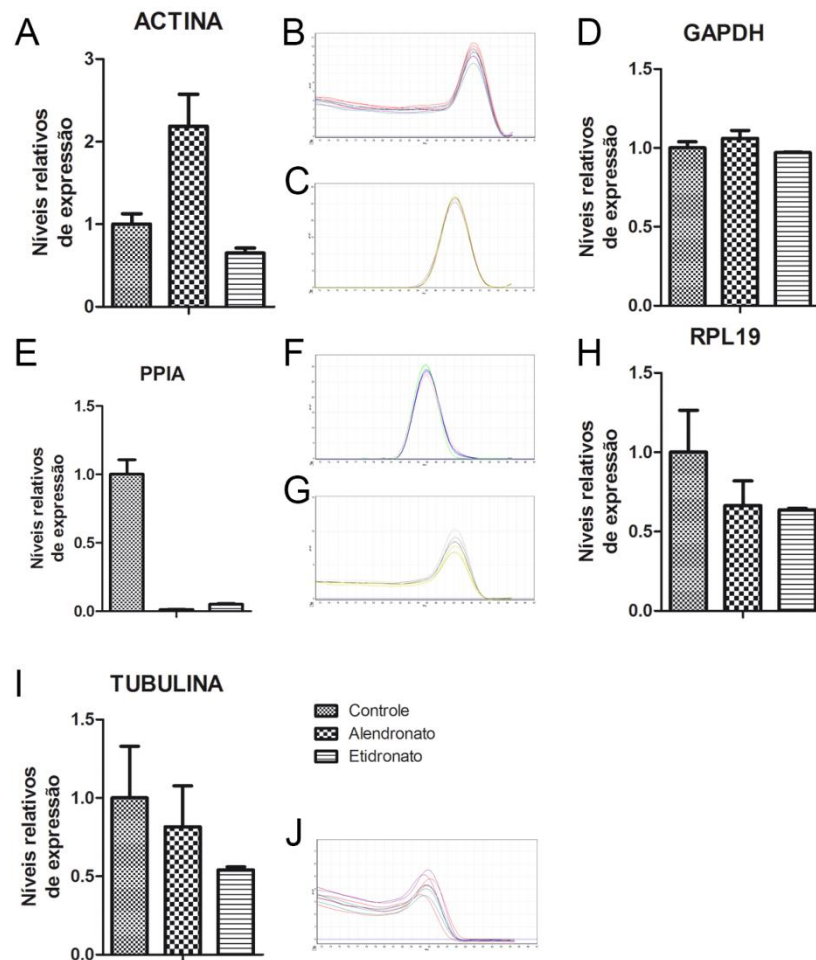 A
ACTINA
Níveis relativos
de expressão
3
2
1
0
B
C
D
GAPDH
Níveis relativos
de expressão
1.5
1.0
0.5
0.0
E
PPIA
Níveis relativos
de expressão
1.5
1.0
0.5
0.0
F
G
H
RPL19
Níveis relativos
de expressão
1.5
1.0
0.5
0.0
I
TUBULINA
Níveis relativos
de expressão
1.5
1.0
0.5
0.0
Controle
Alendronato
Etidronato
J